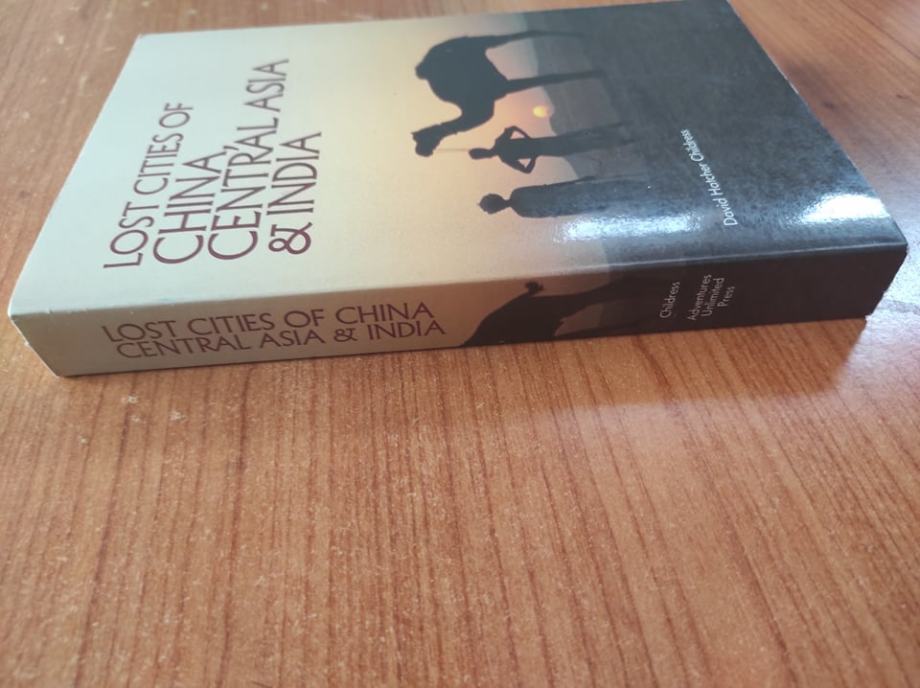 LOST CITIES OF
CHINA,
CENTRAL ASIA
& INDIA
David Hatcher Childress
LOST CITIES OF CHINA
CENTRAL ASIA & INDIA
Childress
Adventures
Unlimited
Press